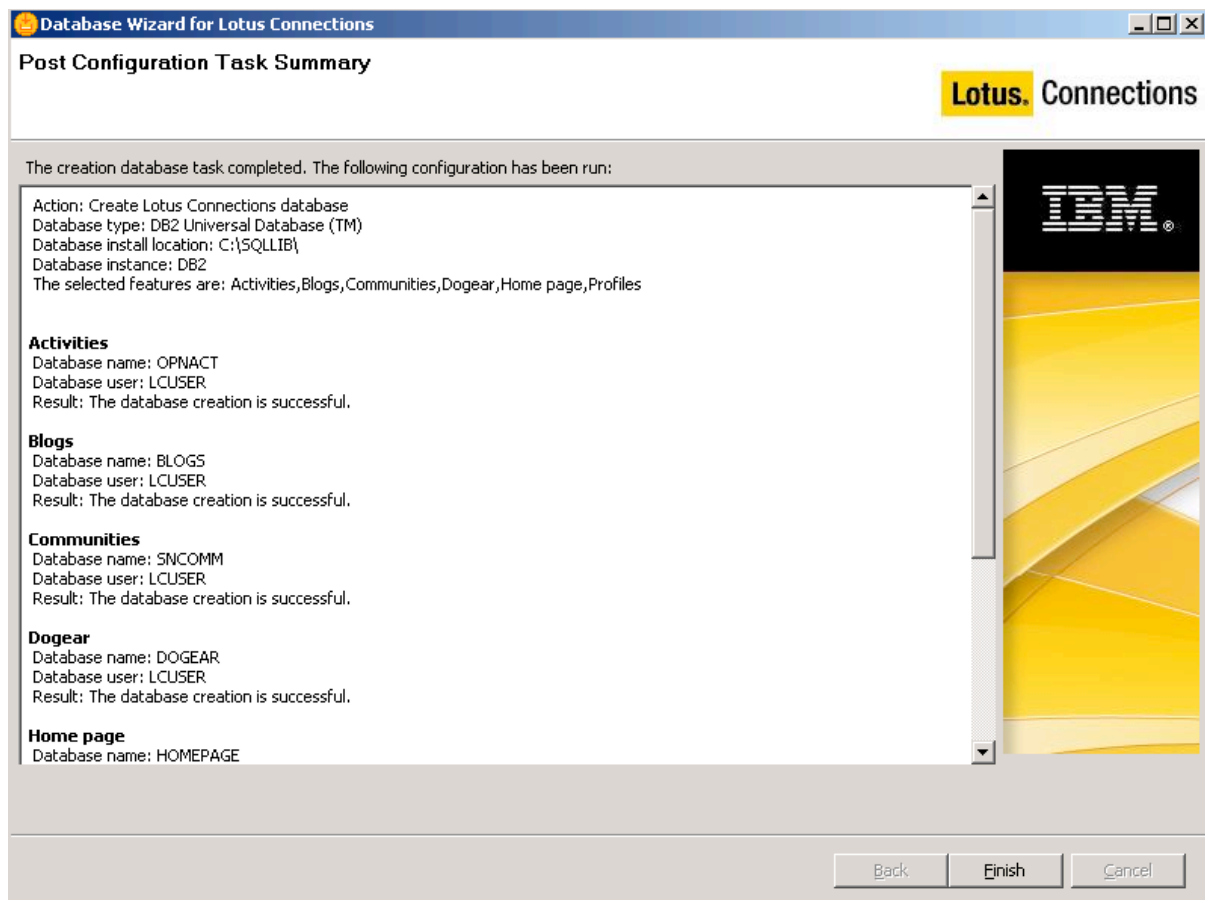 Database Wizard for Lotus Connections
Post Configuration Task Summary
Lotus. Connections
The creation database task completed. The following configuration has been run:
Action: Create Lotus Connections database
Database type: DB2 Universal Database (TM)
Database install location: C:\SQLLIB\
Database instance: DB2
The selected features are: Activities,Blogs,Communities,Dogear,Home page,Profiles
Activities
Database name: OPNACT
Database user: LCUSER
Result: The database creation is successful.
Blogs
Database name: BLOGS
Database user: LCUSER
Result: The database creation is successful.
Communities
Database name: SNCOMM
Database user: LCUSER
Result: The database creation is successful.
Dogear
Database name: DOGEAR
Database user: LCUSER
Result: The database creation is successful.
Home page
Database name: HOMEPAGE
IBM®
Back
Finish
Cancel